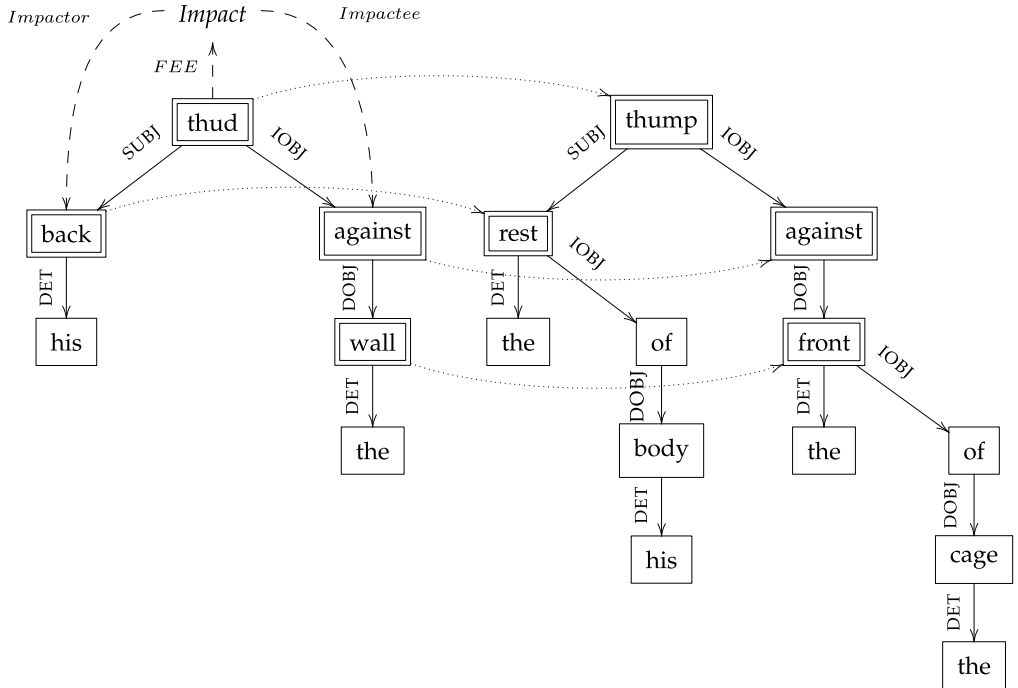 Impactor Impact Impactee
FEE
thud thump
SUBJ IOBJ SUBJ IOBJ
back against rest against
IOBJ
DET DOBJ DET DOBJ
his wall the of front
IOBJ
DET DOBJ DET
the body the of
DET DOBJ
his cage
DET
the